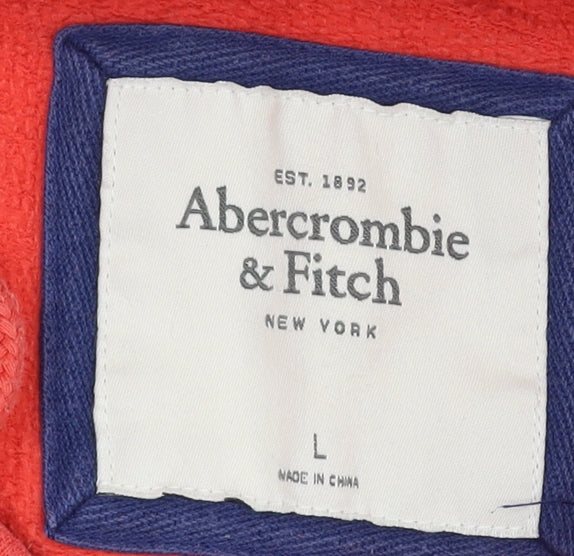 EST. 1892
Abercrombie
& Fitch
NEW YORK
L
MADE IN CHINA